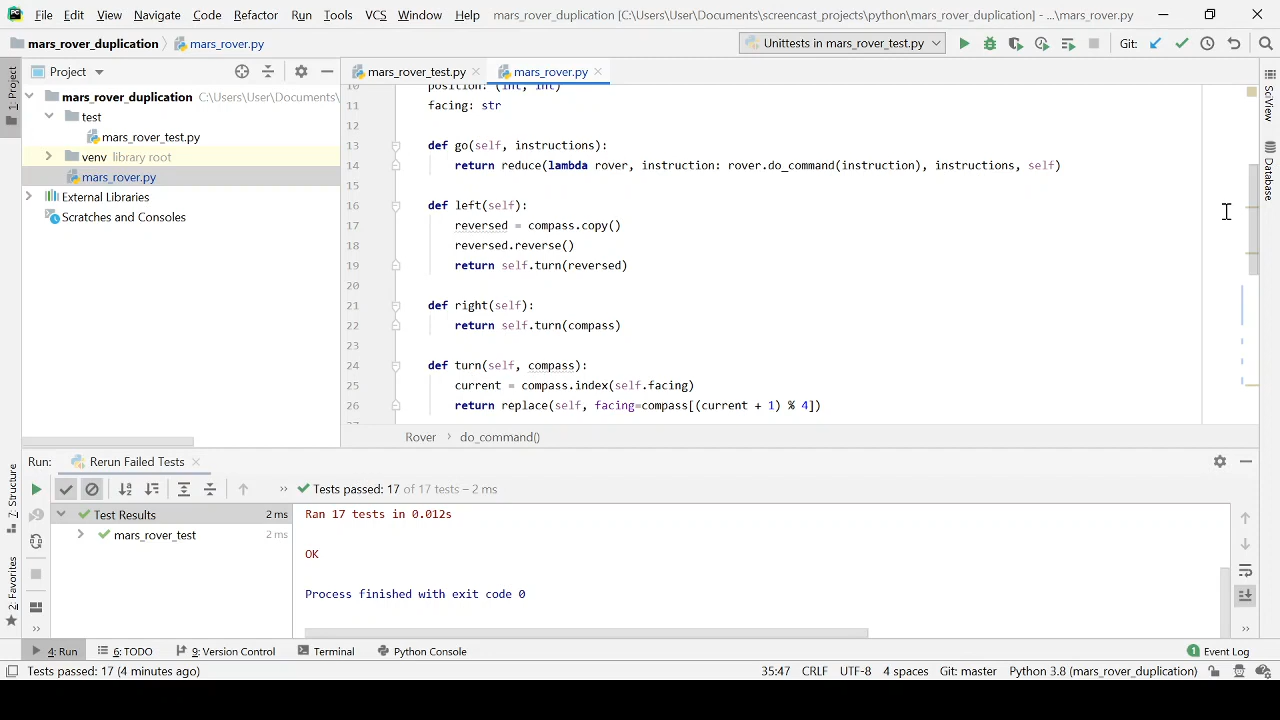 File Edit View Navigate Code Refactor Run Tools VCS Window Help mars_rover_duplication [C:\Users\User\Documents\screencast_projects\python\mars_rover_duplication] - ...\mars_rover.py
mars_rover_duplication mars_rover.py Unittests in mars_rover_test.py Git:
Project mars_rover_test.py mars_rover.py
1: Project
mars_rover_duplication C:\Users\User\Documents\
test
mars_rover_test.py
venv library root
mars_rover.py
External Libraries
Scratches and Consoles
10 position: (int, int)
11 facing: str
12
13 def go(self, instructions):
14 return reduce(lambda rover, instruction: rover.do_command(instruction), instructions, self)
15
16 def left(self):
17 reversed = compass.copy()
18 reversed.reverse()
19 return self.turn(reversed)
20
21 def right(self):
22 return self.turn(compass)
23
24 def turn(self, compass):
25 current = compass.index(self.facing)
26 return replace(self, facing=compass[(current + 1) % 4])
Rover › do_command()
SciView
Database
Run: Rerun Failed Tests
Tests passed: 17 of 17 tests – 2 ms
Test Results 2 ms
mars_rover_test 2 ms
Ran 17 tests in 0.012s
OK
Process finished with exit code 0
7: Structure
2: Favorites
4: Run 6: TODO 9: Version Control Terminal Python Console 1 Event Log
Tests passed: 17 (4 minutes ago) 35:47 CRLF UTF-8 4 spaces Git: master Python 3.8 (mars_rover_duplication)